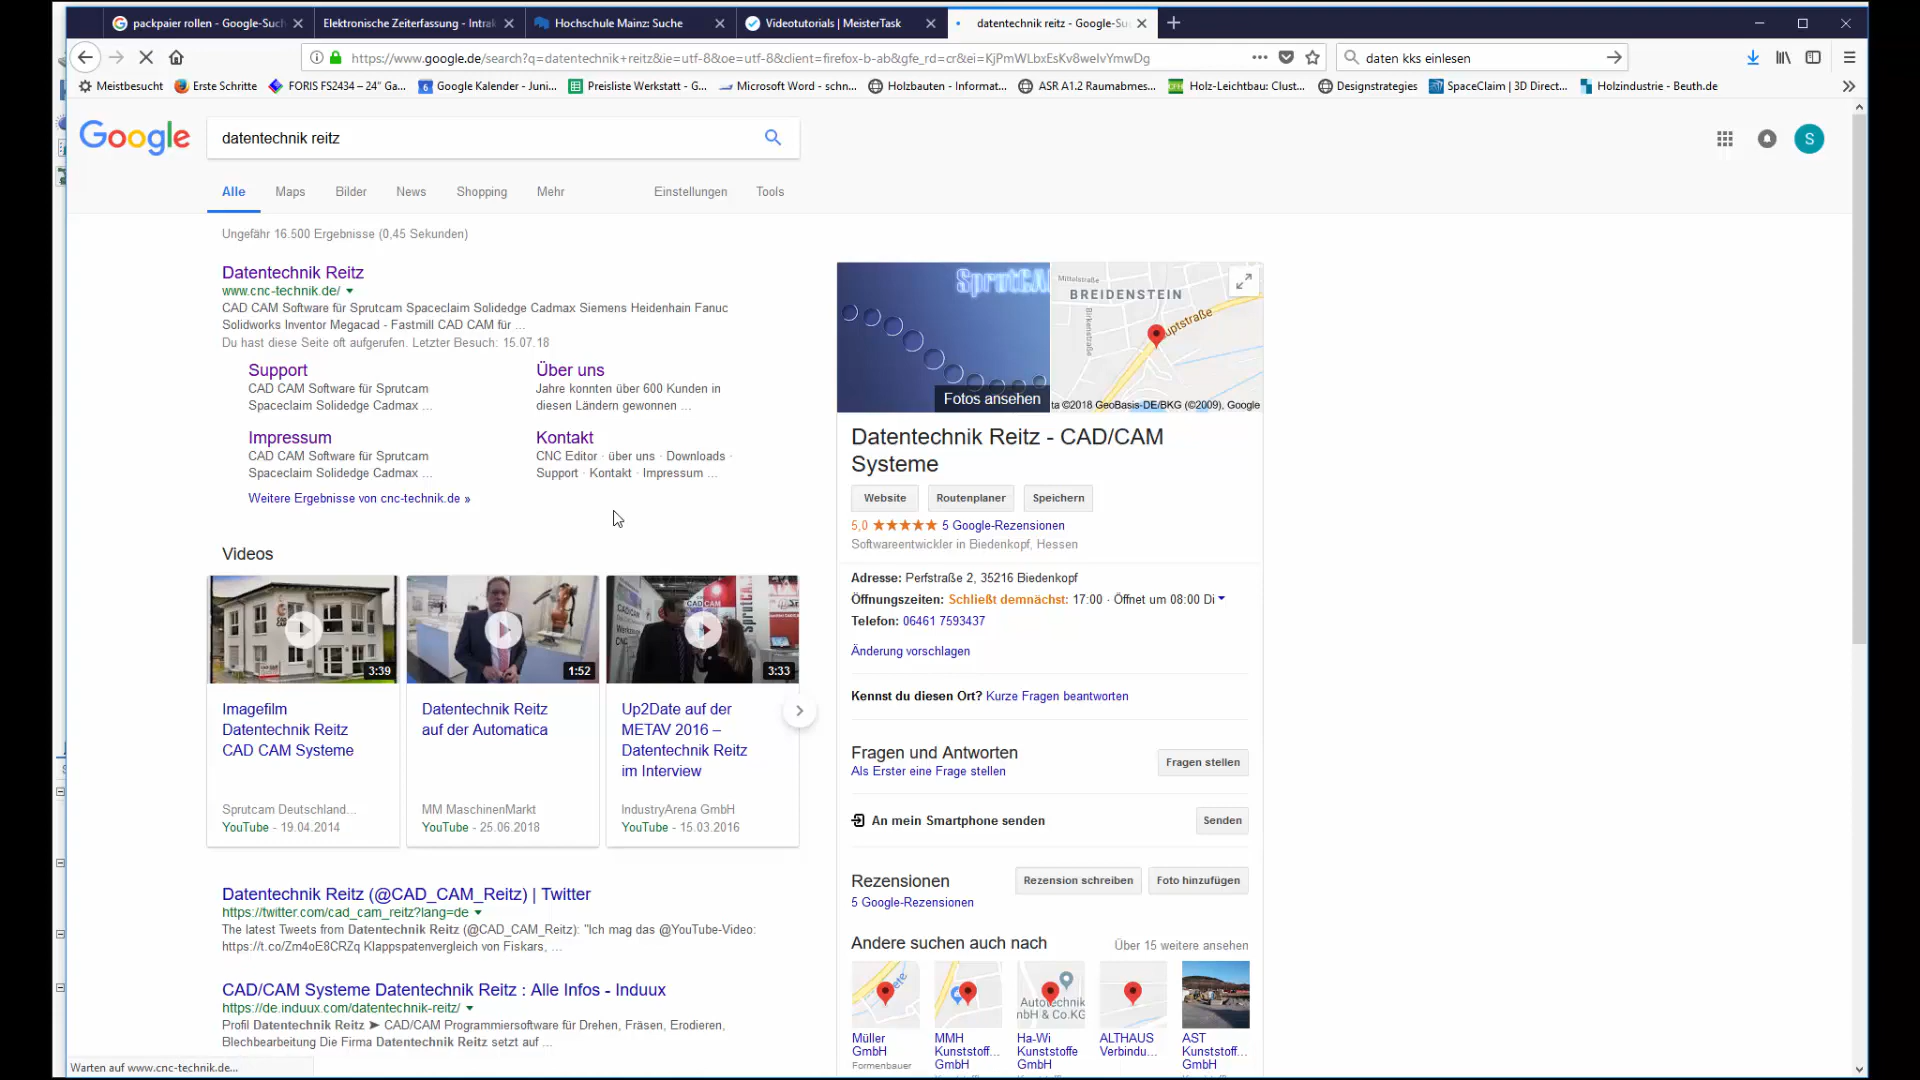 packpaier rollen - Google-Such
Elektronische Zeiterfassung - Intral
Hochschule Mainz: Suche
Videotutorials | MeisterTask
datentechnik reitz - Google-Su
https://www.google.de/search?q=datentechnik+reitz&ie=utf-8&oe=utf-8&client=firefox-b-ab&gfe_rd=cr&ei=KjPmWLbxEsKv8weIvYmwDg
daten kks einlesen
Meistbesucht
Erste Schritte
FORIS FS2434 – 24" Ga...
Google Kalender - Juni...
Preisliste Werkstatt - G...
Microsoft Word - schn...
Holzbauten - Informat...
ASR A1.2 Raumabmes...
Holz-Leichtbau: Clust...
Designstrategies
SpaceClaim | 3D Direct...
Holzindustrie - Beuth.de
Google
datentechnik reitz
S
Alle
Maps
Bilder
News
Shopping
Mehr
Einstellungen
Tools
Ungefähr 16.500 Ergebnisse (0,45 Sekunden)
Datentechnik Reitz
www.cnc-technik.de/
CAD CAM Software für Sprutcam Spaceclaim Solidedge Cadmax Siemens Heidenhain Fanuc
Solidworks Inventor Megacad - Fastmill CAD CAM für ...
Du hast diese Seite oft aufgerufen. Letzter Besuch: 15.07.18
Support
CAD CAM Software für Sprutcam
Spaceclaim Solidedge Cadmax ...
Über uns
Jahre konnten über 600 Kunden in
diesen Ländern gewonnen ...
Impressum
CAD CAM Software für Sprutcam
Spaceclaim Solidedge Cadmax ...
Kontakt
CNC Editor · über uns · Downloads ·
Support · Kontakt · Impressum ...
Weitere Ergebnisse von cnc-technik.de »
Videos
3:39
1:52
CAD/CAM
3:33
Imagefilm
Datentechnik Reitz
CAD CAM Systeme
Sprutcam Deutschland...
YouTube - 19.04.2014
Datentechnik Reitz
auf der Automatica
MM MaschinenMarkt
YouTube - 25.06.2018
Up2Date auf der
METAV 2016 –
Datentechnik Reitz
im Interview
IndustryArena GmbH
YouTube - 15.03.2016
Datentechnik Reitz (@CAD_CAM_Reitz) | Twitter
https://twitter.com/cad_cam_reitz?lang=de
The latest Tweets from Datentechnik Reitz (@CAD_CAM_Reitz): "Ich mag das @YouTube-Video:
https://t.co/Zm4oE8CRZq Klappspatenvergleich von Fiskars, ...
CAD/CAM Systeme Datentechnik Reitz : Alle Infos - Induux
https://de.induux.com/datentechnik-reitz/
Profil Datentechnik Reitz ➤ CAD/CAM Programmiersoftware für Drehen, Fräsen, Erodieren,
Blechbearbeitung Die Firma Datentechnik Reitz setzt auf ...
Warten auf www.cnc-technik.de...
SprutCAM
Fotos ansehen
Mittelstraße
BREIDENSTEIN
Birkenstraße
uptstraße
ta ©2018 GeoBasis-DE/BKG (©2009), Google
Datentechnik Reitz - CAD/CAM
Systeme
Website
Routenplaner
Speichern
5,0 ★★★★★ 5 Google-Rezensionen
Softwareentwickler in Biedenkopf, Hessen
Adresse: Perfstraße 2, 35216 Biedenkopf
Öffnungszeiten: Schließt demnächst: 17:00 · Öffnet um 08:00 Di
Telefon: 06461 7593437
Änderung vorschlagen
Kennst du diesen Ort? Kurze Fragen beantworten
Fragen und Antworten
Als Erster eine Frage stellen
Fragen stellen
An mein Smartphone senden
Senden
Rezensionen
5 Google-Rezensionen
Rezension schreiben
Foto hinzufügen
Andere suchen auch nach
Über 15 weitere ansehen
Autotechnik
nbH & Co.KG
Müller
GmbH
Formenbauer
MMH
Kunststoff...
GmbH
Ha-Wi
Kunststoffe
GmbH
ALTHAUS
Verbindu...
AST
Kunststoff...
GmbH